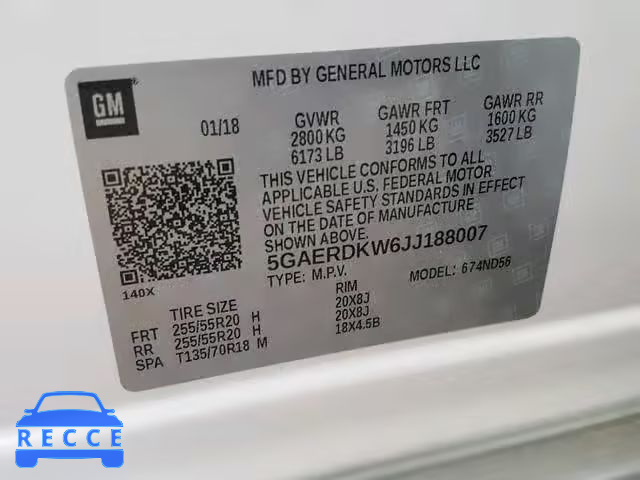 GM
MFD BY GENERAL MOTORS LLC
01/18
GVWR GAWR FRT GAWR RR
2800 KG 1450 KG 1600 KG
6173 LB 3196 LB 3527 LB
THIS VEHICLE CONFORMS TO ALL
APPLICABLE U.S. FEDERAL MOTOR
VEHICLE SAFETY STANDARDS IN EFFECT
ON THE DATE OF MANUFACTURE
SHOWN ABOVE.
5GAERDKW6JJ188007
TYPE: M.P.V. MODEL: 674ND56
140X
TIRE SIZE RIM
FRT 255/55R20 H 20X8J
RR 255/55R20 H 20X8J
SPA T135/70R18 M 18X4.5B
RECCE